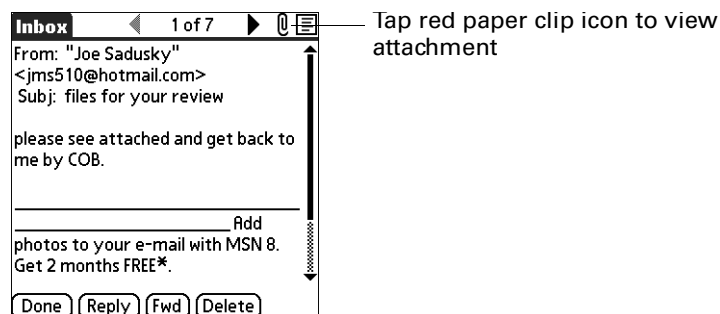 Inbox 1 of 7
Tap red paper clip icon to view
attachment
From: "Joe Sadusky"
<jms510@hotmail.com>
Subj: files for your review
please see attached and get back to
me by COB.
Add
photos to your e-mail with MSN 8.
Get 2 months FREE*.
Done Reply Fwd Delete